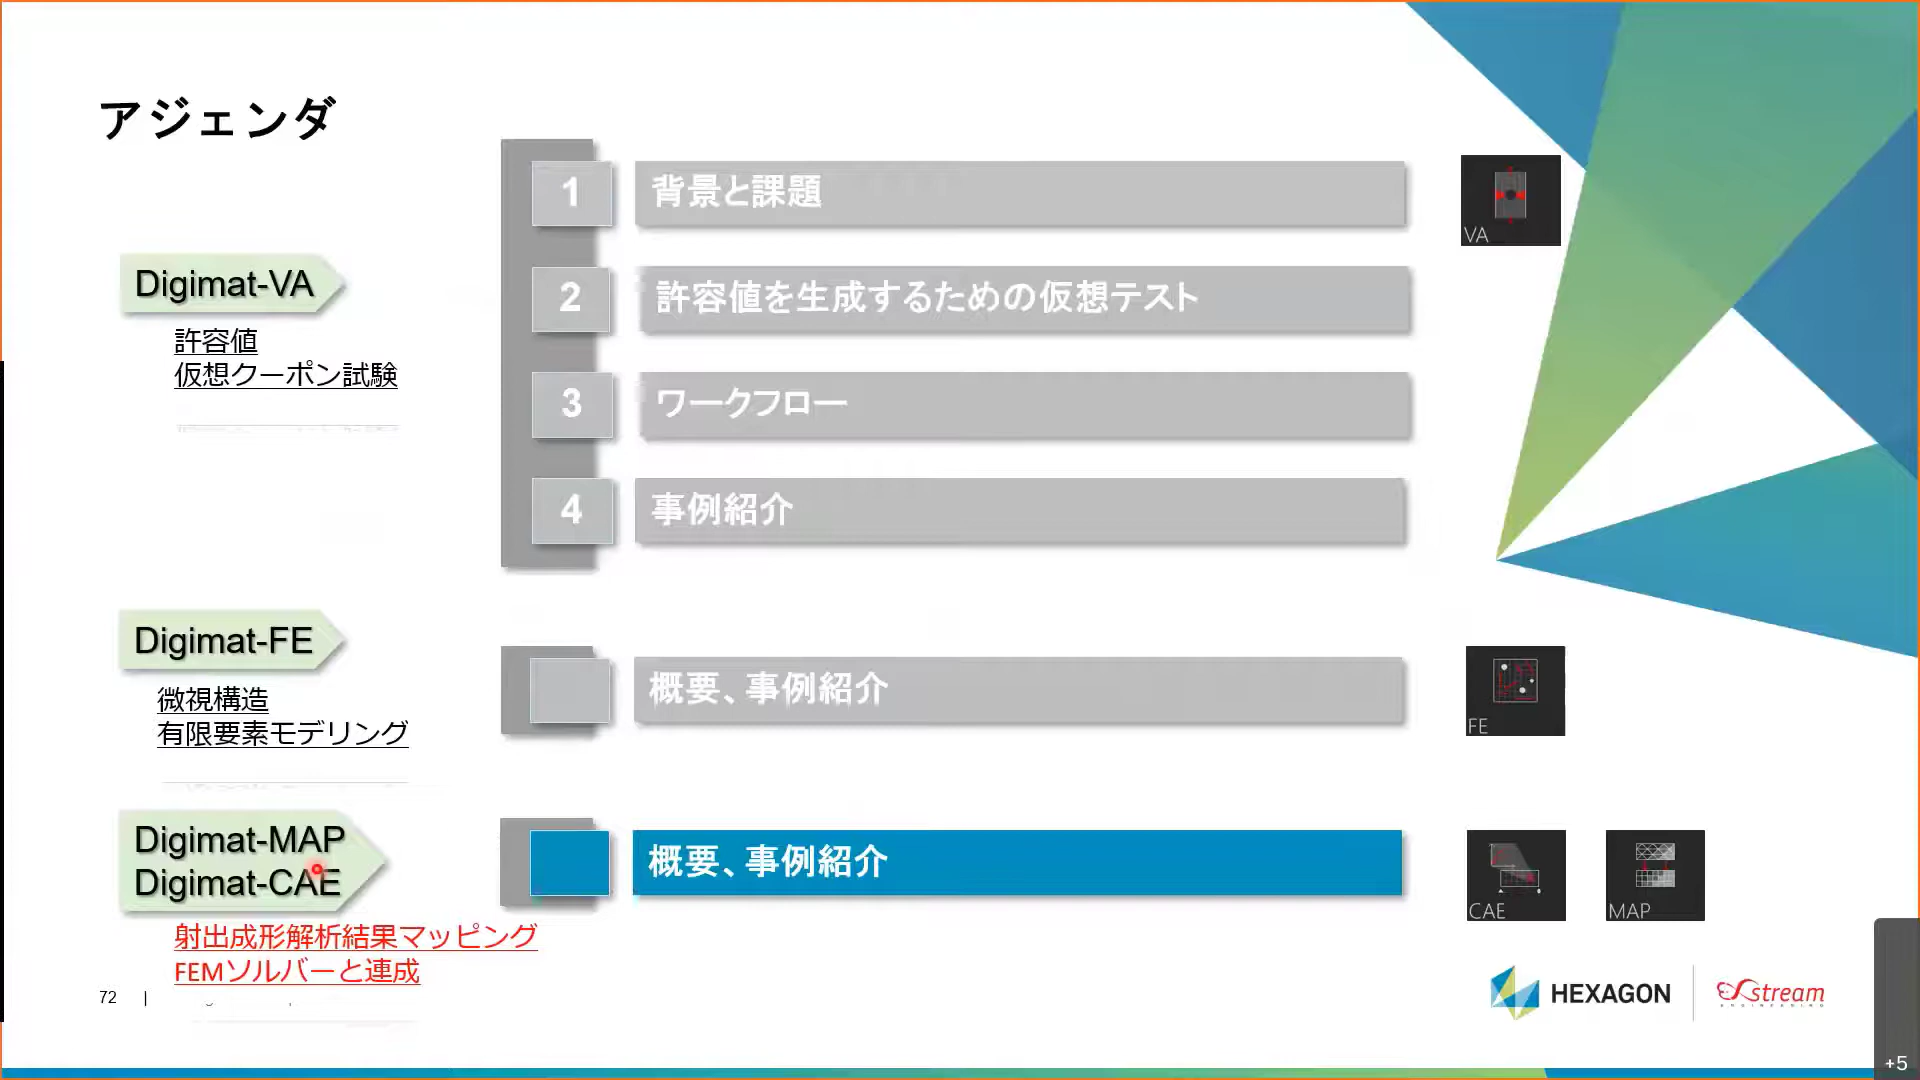 アジェンダ
1
背景と課題
VA
Digimat-VA
許容値
仮想クーポン試験
2
許容値を生成するための仮想テスト
3
ワークフロー
4
事例紹介
Digimat-FE
微視構造
有限要素モデリング
概要、事例紹介
FE
Digimat-MAP
Digimat-CAE
概要、事例紹介
CAE
MAP
射出成形解析結果マッピング
FEMソルバーと連成
72 |
HEXAGON
eXstream
ENGINEERING
+5